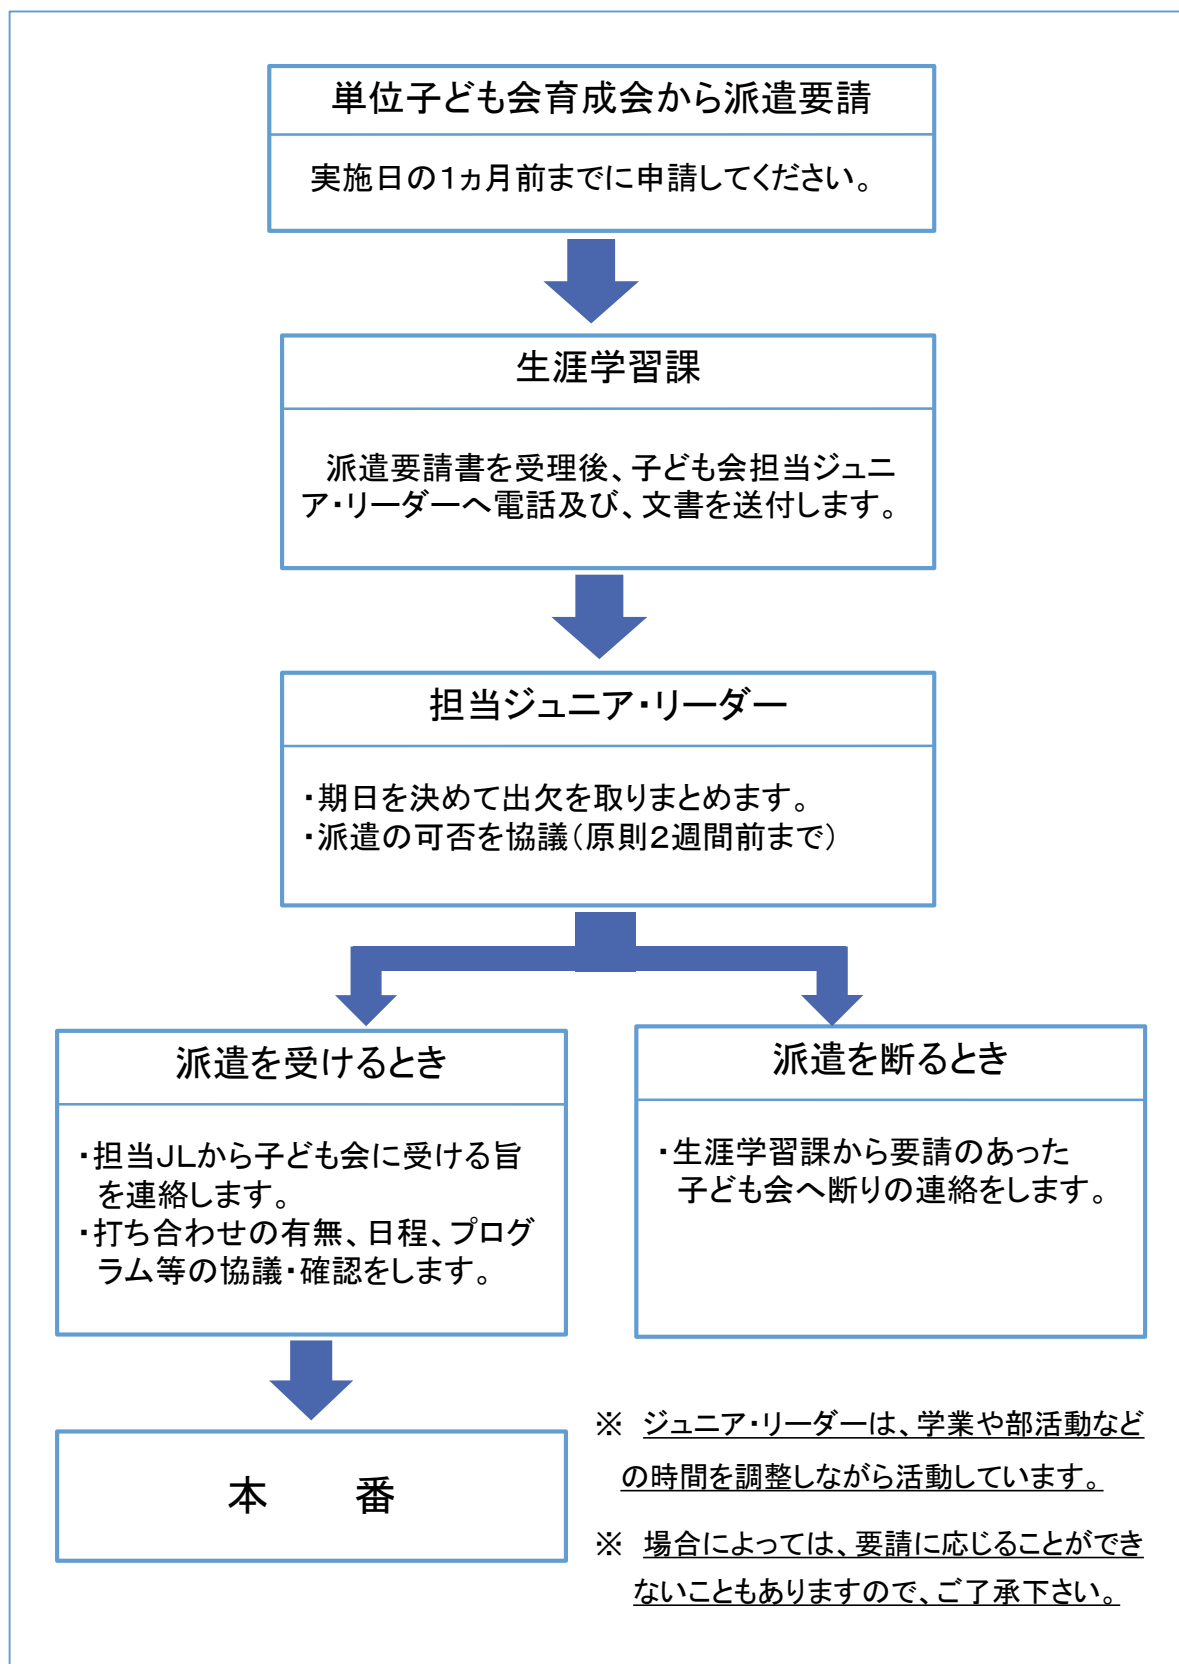 単位子ども会育成会から派遣要請
実施日の１ヵ月前までに申請してください。
生涯学習課
派遣要請書を受理後、子ども会担当ジュニ
ア・リーダーへ電話及び、文書を送付します。
担当ジュニア・リーダー
・期日を決めて出欠を取りまとめます。
・派遣の可否を協議（原則２週間前まで）
派遣を受けるとき
・担当ＪＬから子ども会に受ける旨
を連絡します。
・打ち合わせの有無、日程、プログ
ラム等の協議・確認をします。
派遣を断るとき
・生涯学習課から要請のあった
子ども会へ断りの連絡をします。
本　　番
※　ジュニア・リーダーは、学業や部活動など
の時間を調整しながら活動しています。
※　場合によっては、要請に応じることができ
ないこともありますので、ご了承下さい。